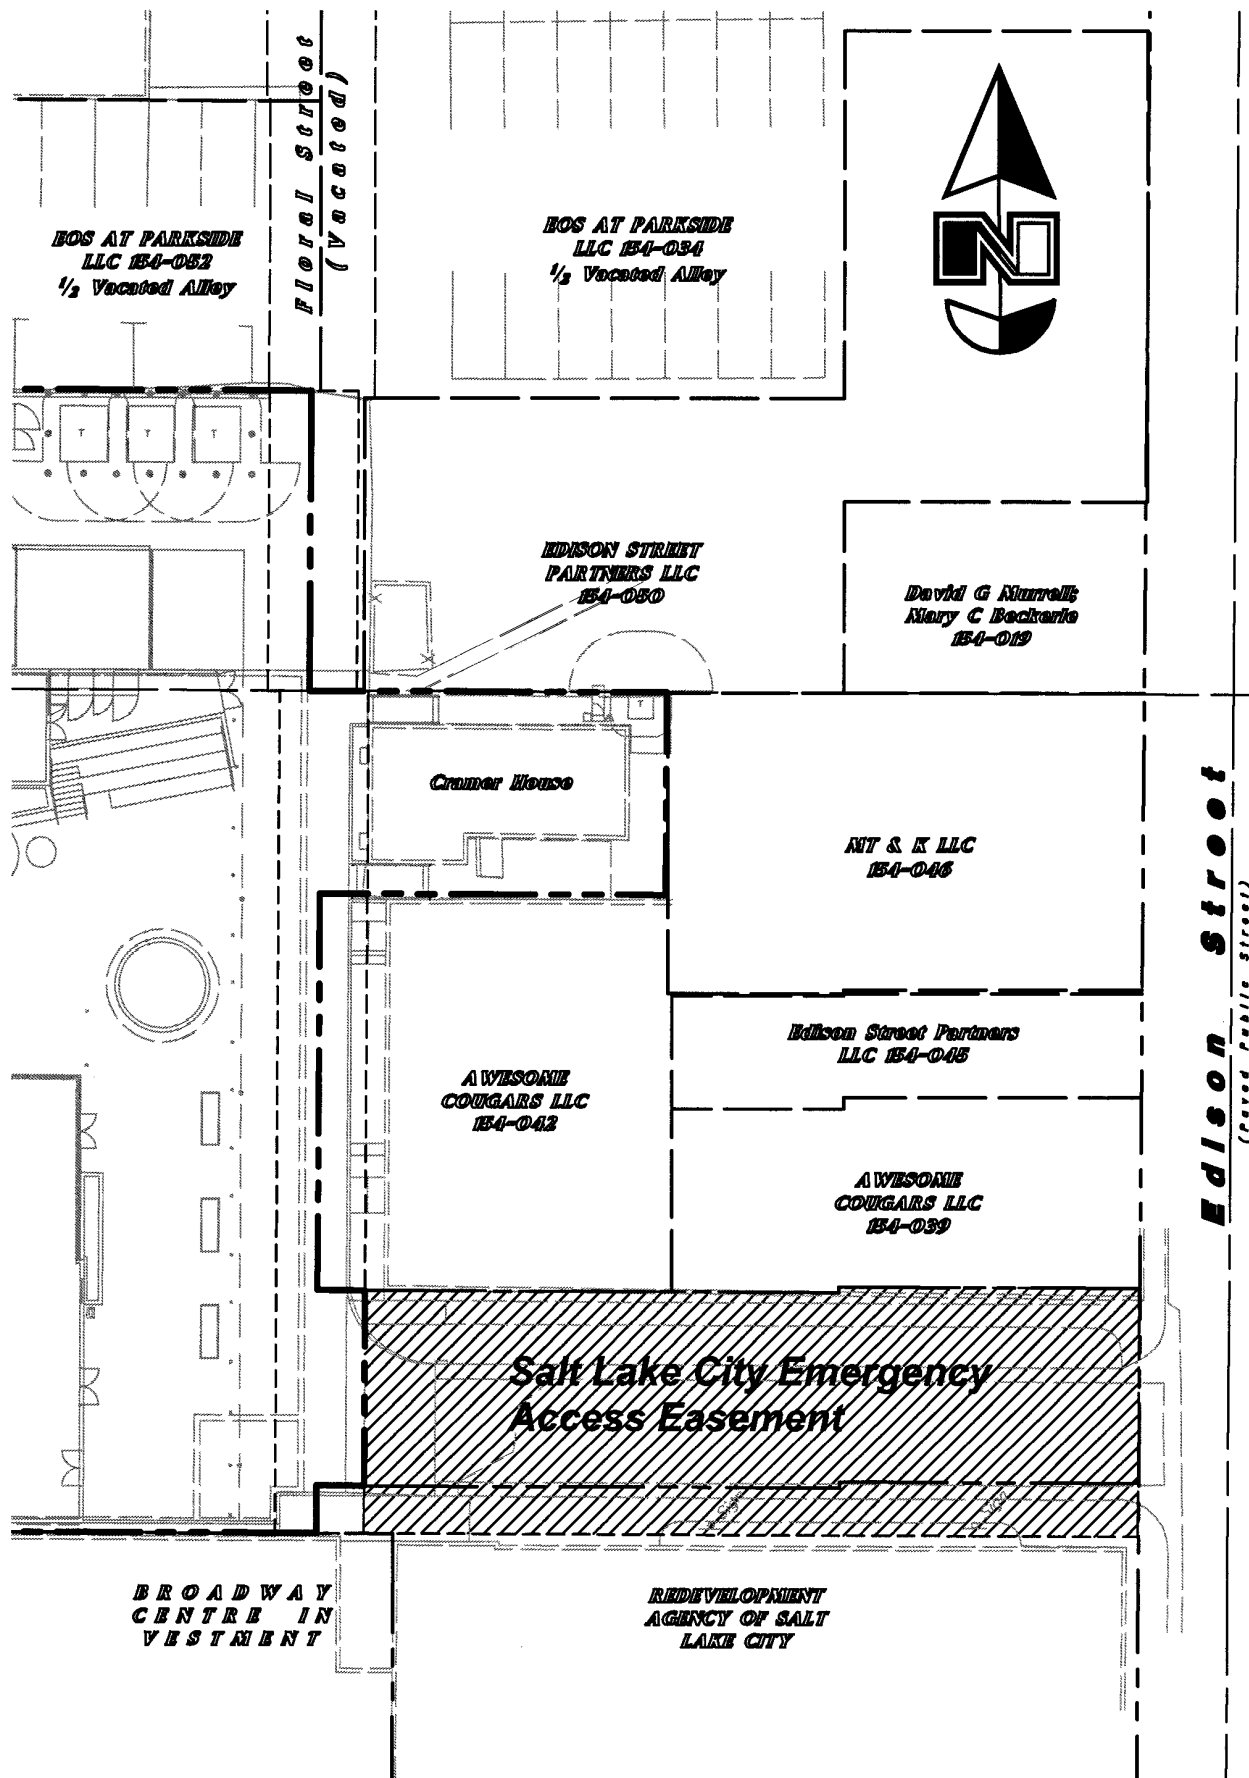 Floral Street
(Vacated)
EOS AT PARKSIDE
LLC 154-052
1/2 Vacated Alley
EOS AT PARKSIDE
LLC 154-034
1/2 Vacated Alley
N
T
T
T
EDISON STREET
PARTNERS LLC
154-050
David G Murrell;
Mary C Beckerle
154-019
T
Cramer House
MT & K LLC
154-046
Edison Street
(Paved Public Street)
Edison Street Partners
LLC 154-045
AWESOME
COUGARS LLC
154-042
AWESOME
COUGARS LLC
154-039
Salt Lake City Emergency
Access Easement
Sign
Sign
BROADWAY
CENTRE IN
VESTMENT
REDEVELOPMENT
AGENCY OF SALT
LAKE CITY